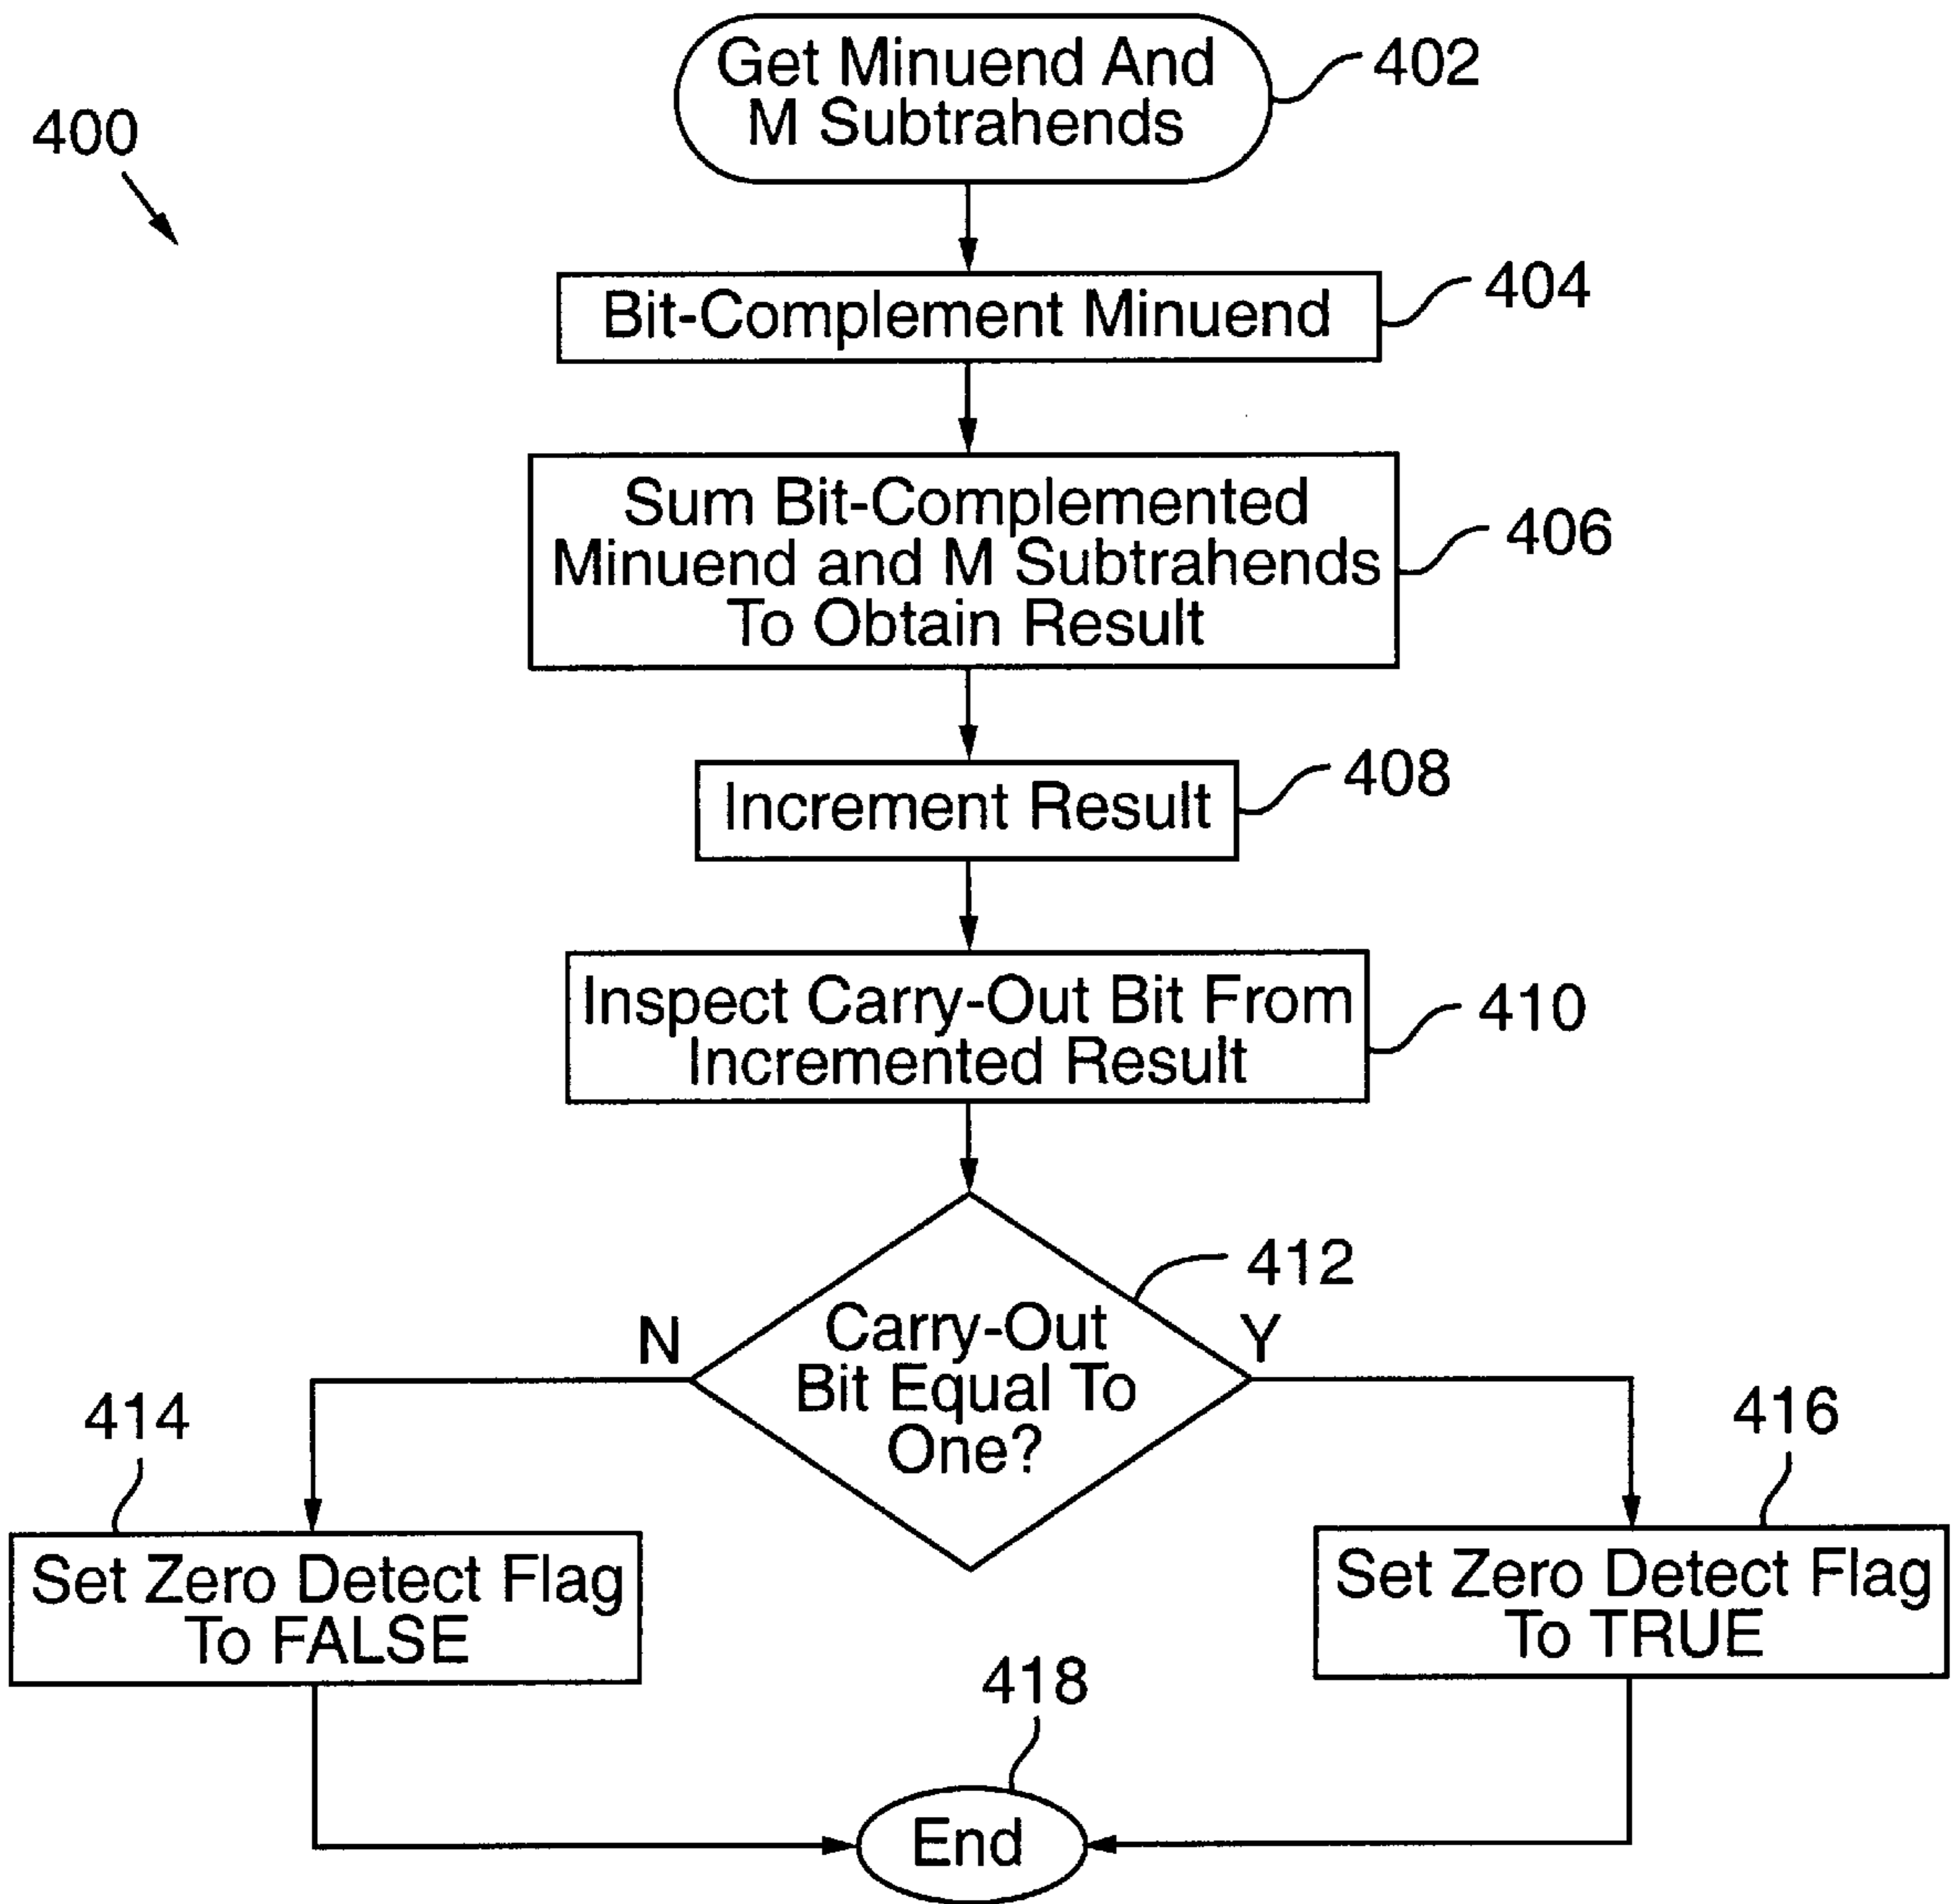 Get Minuend And
M Subtrahends
402
400
Bit-Complement Minuend
404
Sum Bit-Complemented
Minuend and M Subtrahends
To Obtain Result
406
Increment Result
408
Inspect Carry-Out Bit From
Incremented Result
410
412
Carry-Out
Bit Equal To
One?
N
Y
414
416
Set Zero Detect Flag
To FALSE
Set Zero Detect Flag
To TRUE
418
End